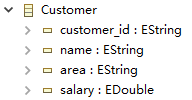 Customer
customer_id : EString
name : EString
area : EString
salary : EDouble